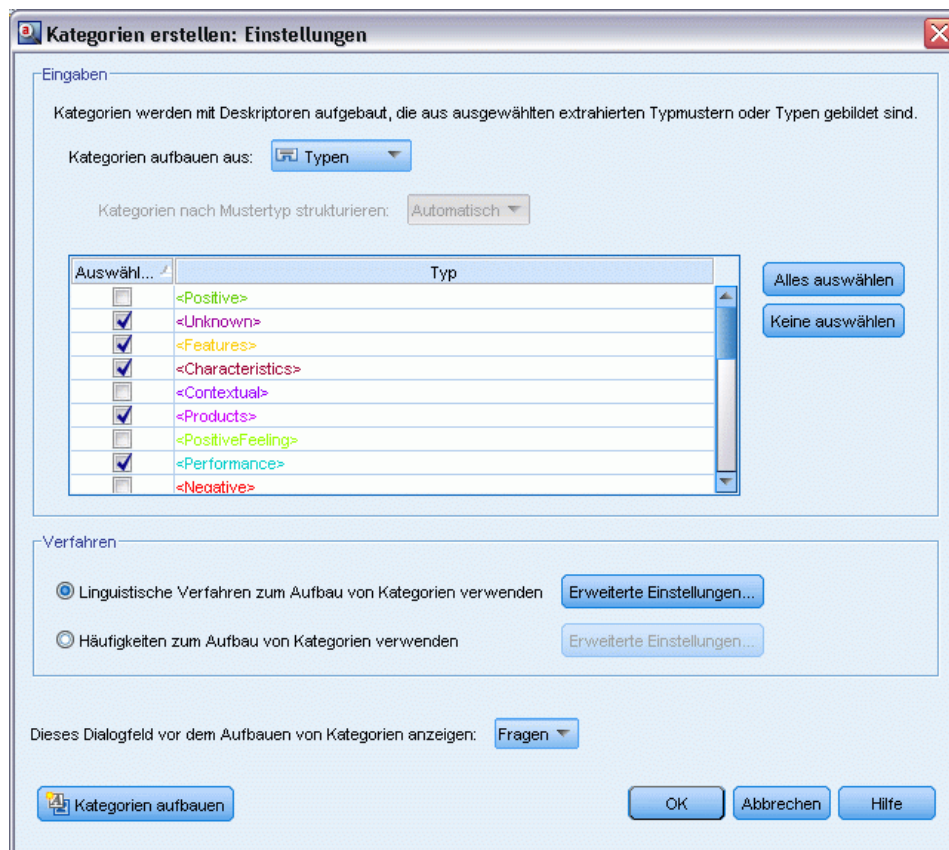 Kategorien erstellen: Einstellungen
Eingaben
Kategorien werden mit Deskriptoren aufgebaut, die aus ausgewählten extrahierten Typmustern oder Typen gebildet sind.
Kategorien aufbauen aus: Typen
Kategorien nach Mustertyp strukturieren: Automatisch
Auswähl... Typ
Alles auswählen
<Positive>
<Unknown>
Keine auswählen
<Features>
<Characteristics>
<Contextual>
<Products>
<PositiveFeeling>
<Performance>
<Negative>
Verfahren
Linguistische Verfahren zum Aufbau von Kategorien verwenden Erweiterte Einstellungen...
Häufigkeiten zum Aufbau von Kategorien verwenden Erweiterte Einstellungen...
Dieses Dialogfeld vor dem Aufbauen von Kategorien anzeigen: Fragen
Kategorien aufbauen OK Abbrechen Hilfe